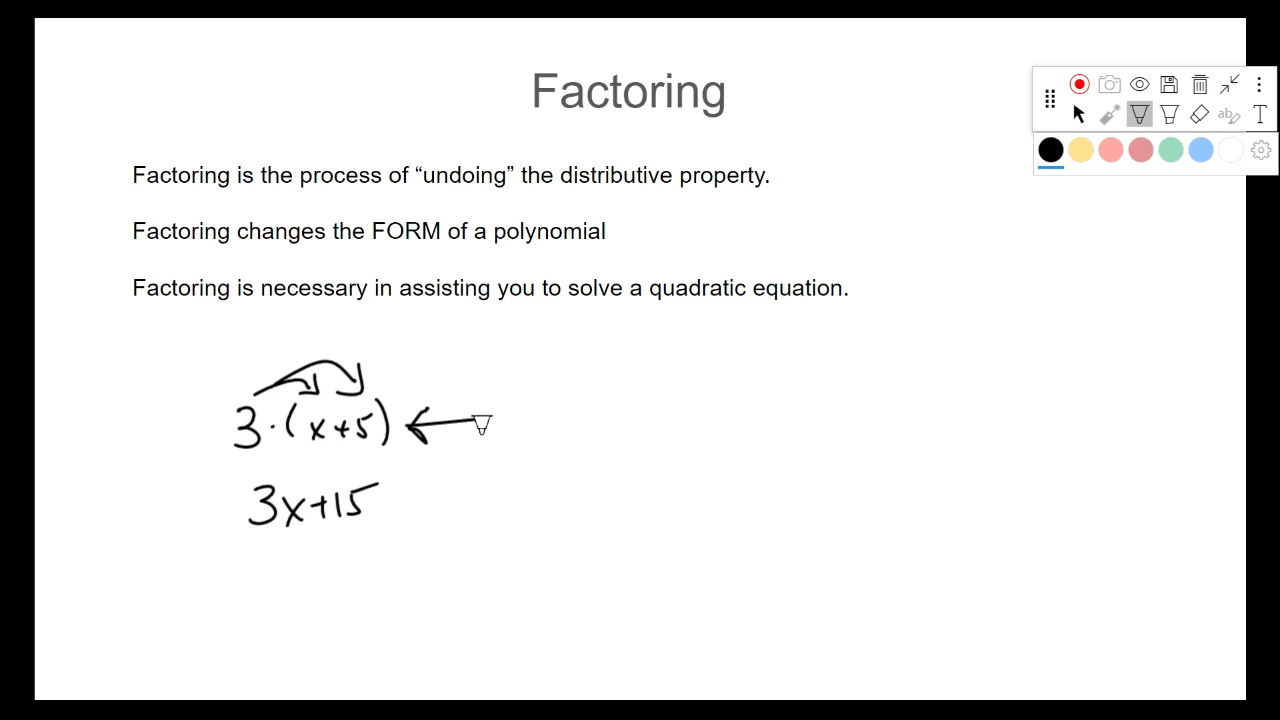 Factoring
Factoring is the process of “undoing” the distributive property.
Factoring changes the FORM of a polynomial
Factoring is necessary in assisting you to solve a quadratic equation.
3·(x+5)
3x+15
ab
T